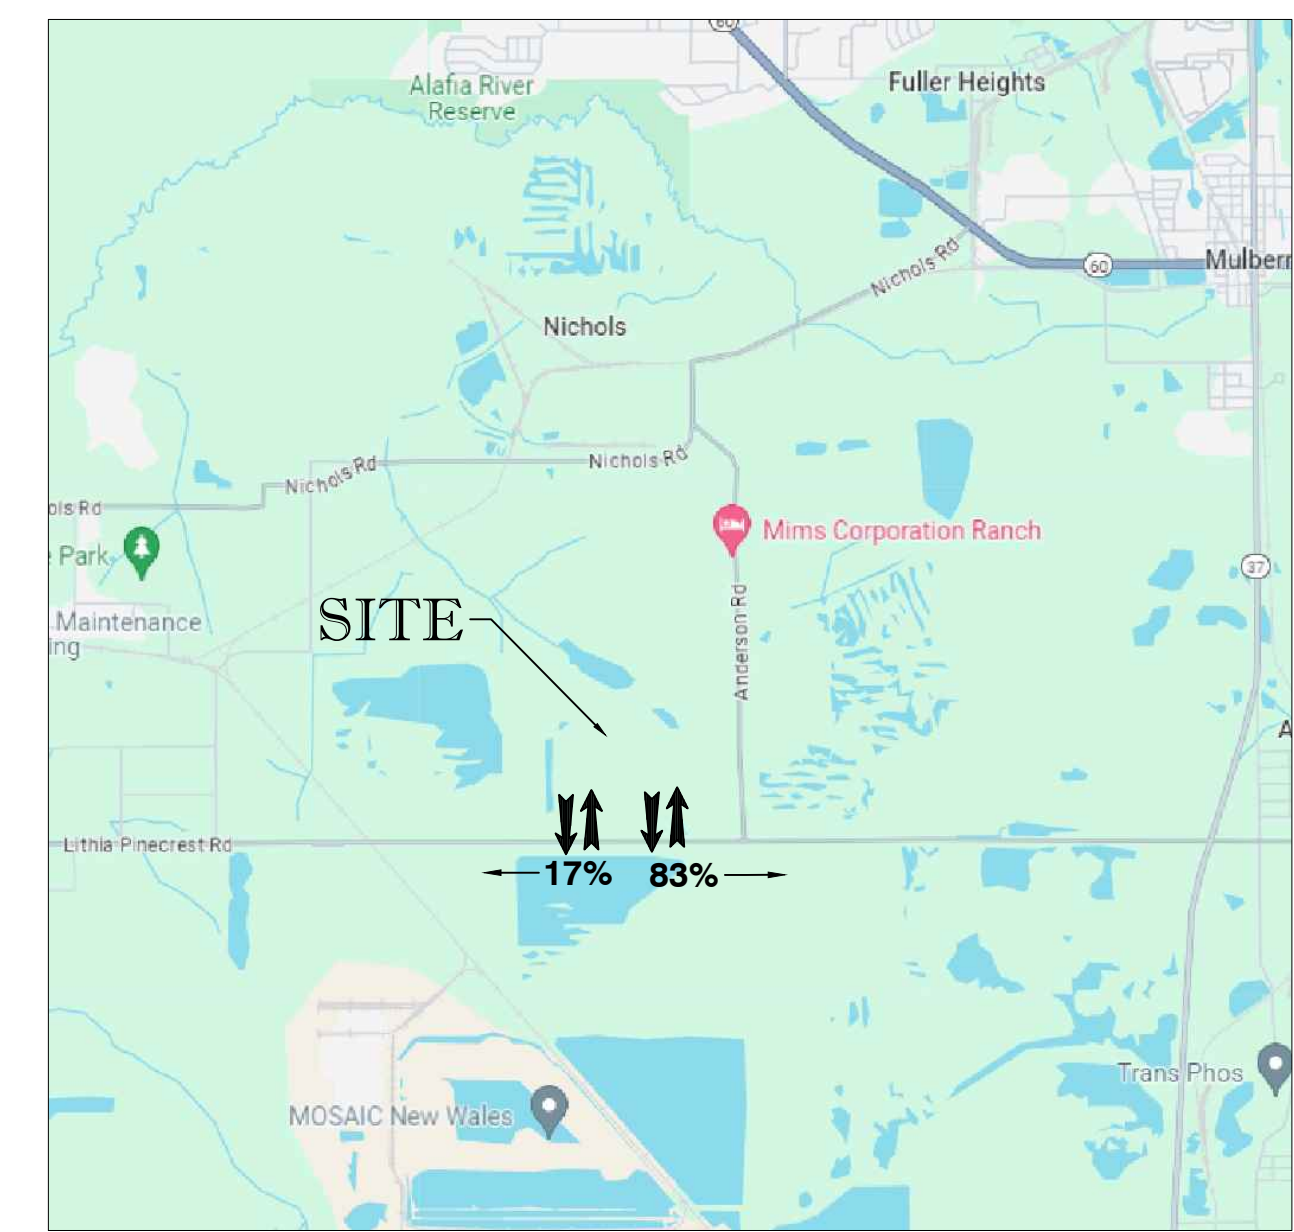 60
Fuller Heights
Alafia River
Reserve
Nichols Rd
60
Mulberr
Nichols
Nichols Rd
Nichols Rd
ols Rd
Mims Corporation Ranch
e Park
37
Anderson Rd
SITE
Maintenance
ing
A
Lithia Pinecrest Rd
17%
83%
Trans Phos
MOSAIC New Wales